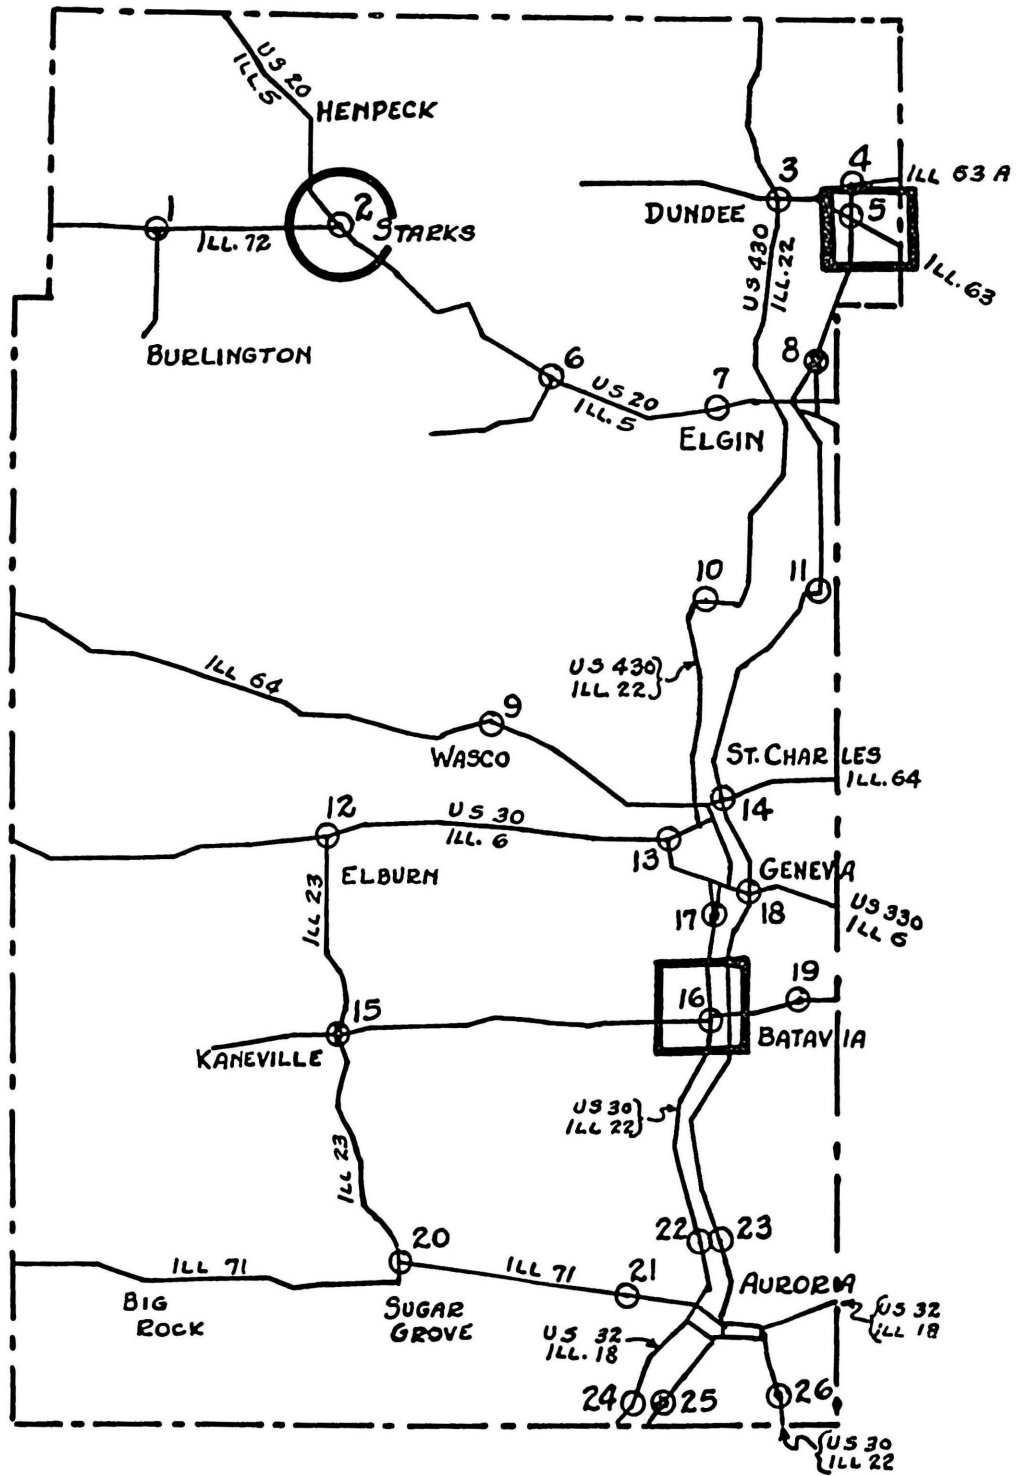 US 20
ILL.5
HENPECK
1
ILL.72
2
STARKS
BURLINGTON
3
DUNDEE
4
ILL 63 A
5
ILL.63
US 430
ILL.22
6
US 20
ILL.5
7
ELGIN
8
ILL 64
9
WASCO
10
11
US 430
ILL 22
ST. CHARLES
ILL.64
14
12
ELBURN
US 30
ILL. 6
13
GENEVA
18
US 330
ILL 6
17
ILL 23
15
KANEVILLE
16
19
BATAVIA
US 30
ILL 22
ILL 23
22
23
20
ILL 71
BIG
ROCK
SUGAR
GROVE
ILL 71
21
AURORA
US 32
ILL 18
US 32
ILL.18
24
25
26
US 30
ILL 22